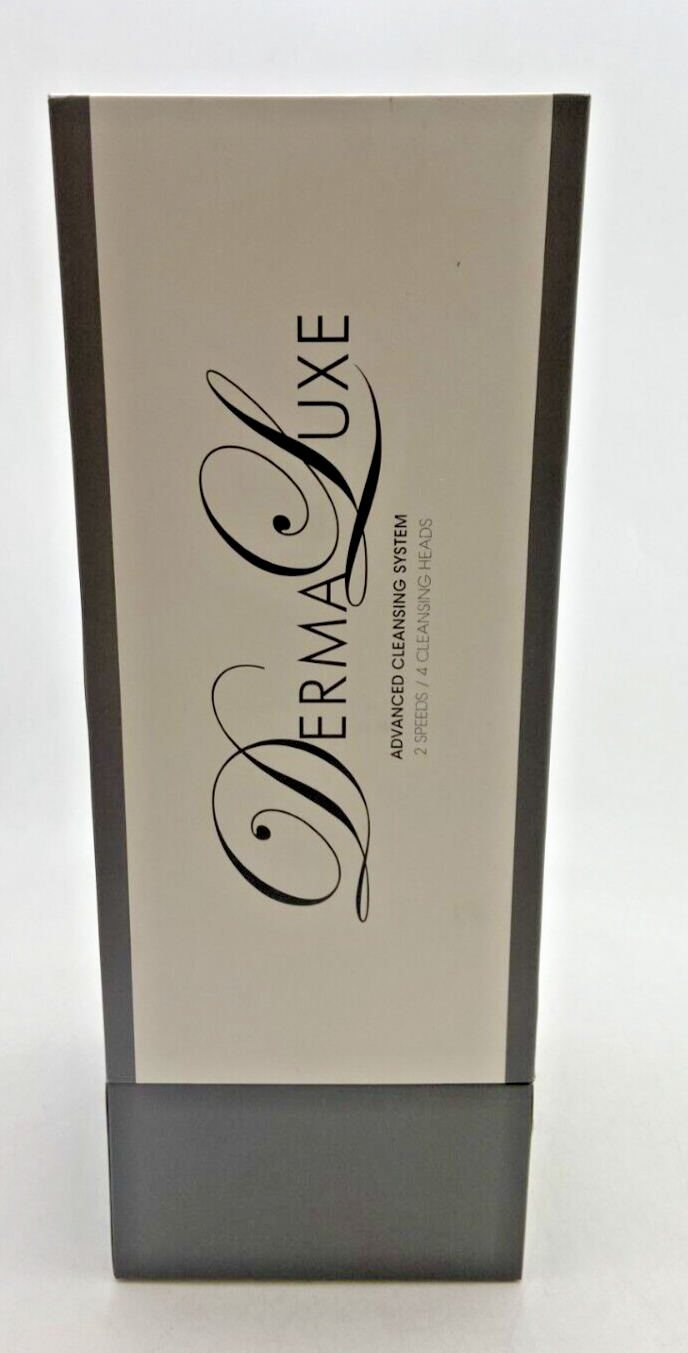 DERMALUXE
ADVANCED CLEANSING SYSTEM
2 SPEEDS / 4 CLEANSING HEADS